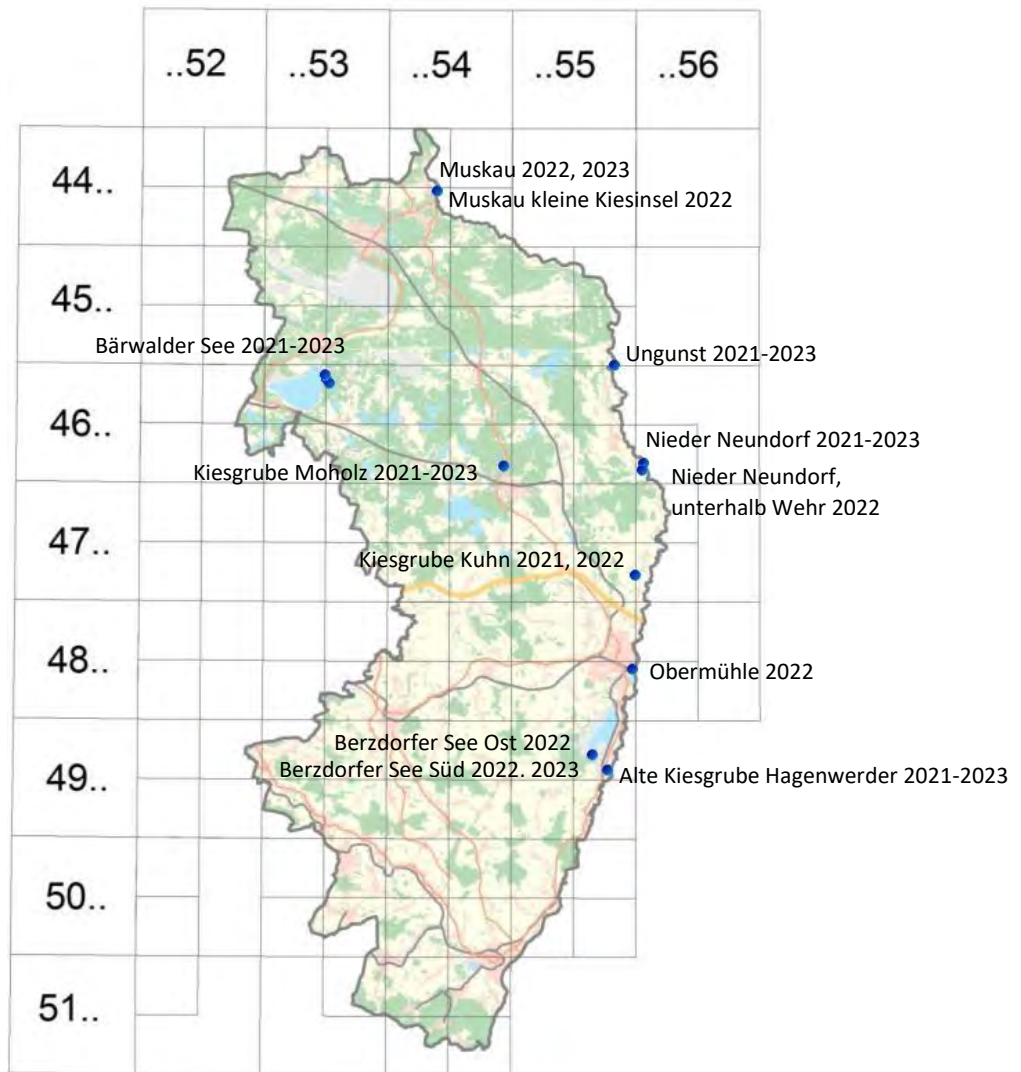 ..52 ..53 ..54 ..55 ..56
44..
Muskau 2022, 2023
Muskau kleine Kiesinsel 2022
45..
Bärwalder See 2021-2023
Ungunst 2021-2023
46..
Nieder Neundorf 2021-2023
Kiesgrube Moholz 2021-2023
Nieder Neundorf,
unterhalb Wehr 2022
47..
Kiesgrube Kuhn 2021, 2022
48..
Obermühle 2022
Berzdorfer See Ost 2022
Berzdorfer See Süd 2022. 2023
49..
Alte Kiesgrube Hagenwerder 2021-2023
50..
51..